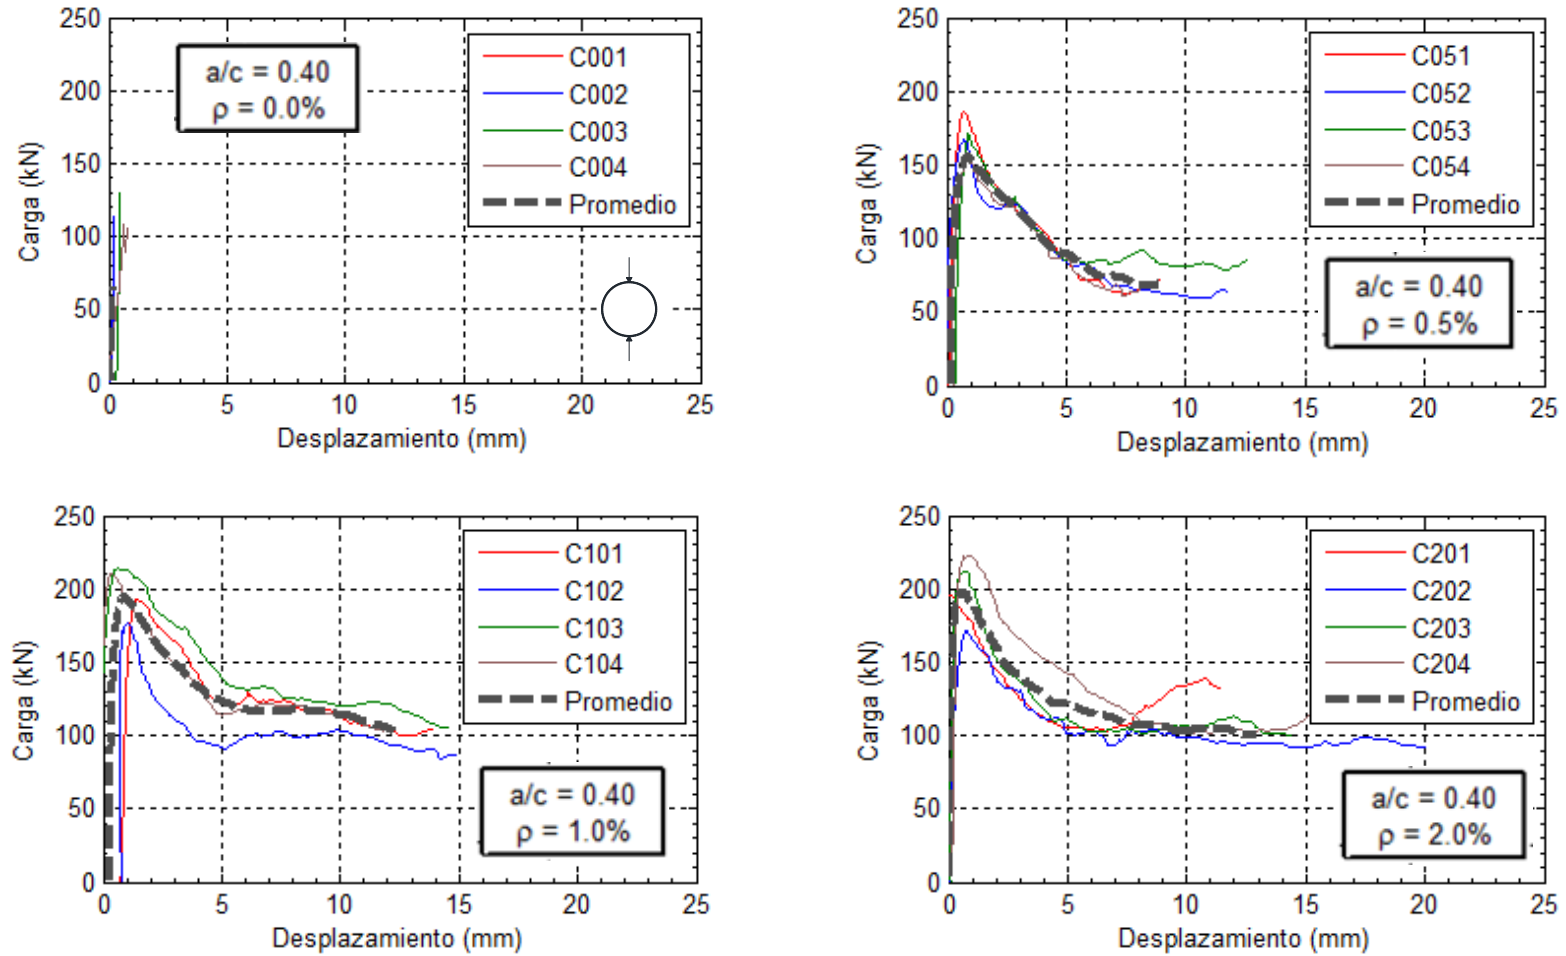 250
200
150
100
50
0
Carga (kN)
a/c = 0.40
ρ = 0.0%
C001
C002
C003
C004
Promedio
0 5 10 15 20 25
Desplazamiento (mm)
250
200
150
100
50
0
Carga (kN)
C051
C052
C053
C054
Promedio
a/c = 0.40
ρ = 0.5%
0 5 10 15 20 25
Desplazamiento (mm)
250
200
150
100
50
0
Carga (kN)
C101
C102
C103
C104
Promedio
a/c = 0.40
ρ = 1.0%
0 5 10 15 20 25
Desplazamiento (mm)
250
200
150
100
50
0
Carga (kN)
C201
C202
C203
C204
Promedio
a/c = 0.40
ρ = 2.0%
0 5 10 15 20 25
Desplazamiento (mm)